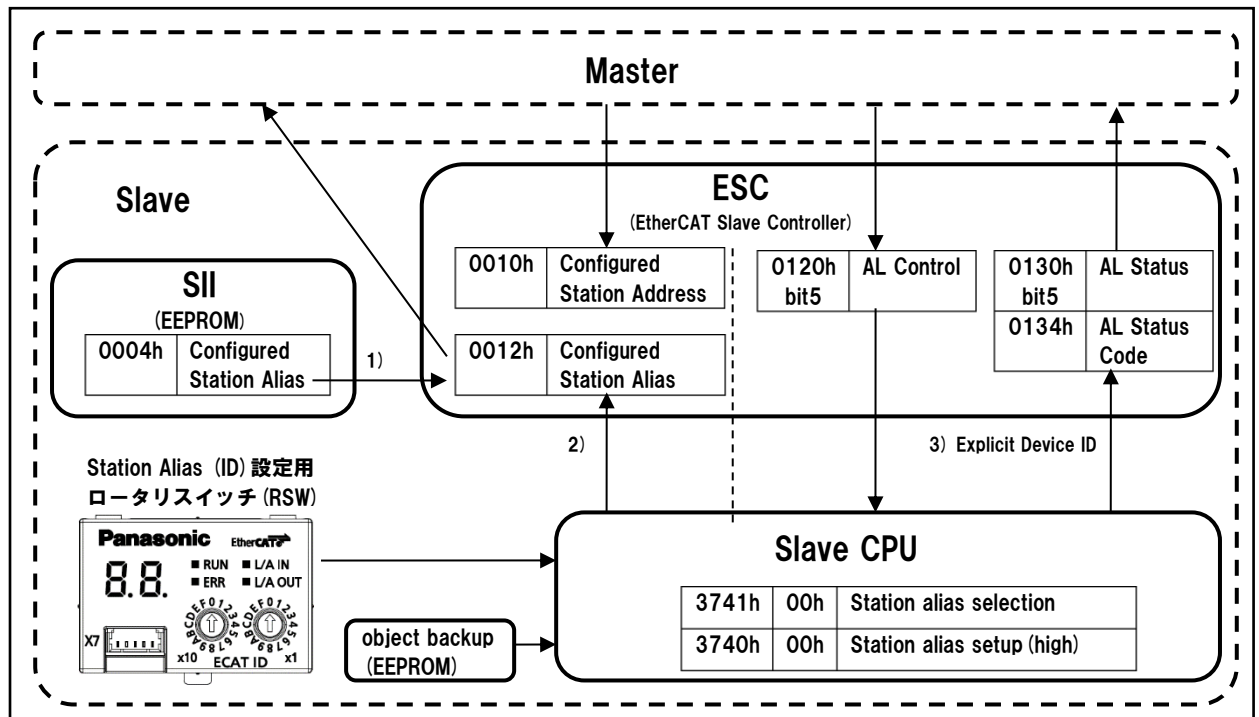 Master
Slave
ESC
(EtherCAT Slave Controller)
0010h Configured
Station Address
0120h AL Control
bit5
0130h AL Status
bit5
0134h AL Status
Code
SII
(EEPROM)
0004h Configured
Station Alias
1)
0012h Configured
Station Alias
2)
3) Explicit Device ID
Station Alias (ID)設定用
ロータリスイッチ(RSW)
Panasonic EtherCAT
8.8.
RUN L/A IN
ERR L/A OUT
0123456789ABCDEF
0123456789ABCDEF
X7
x10 ECAT ID x1
object backup
(EEPROM)
Slave CPU
3741h 00h Station alias selection
3740h 00h Station alias setup(high)